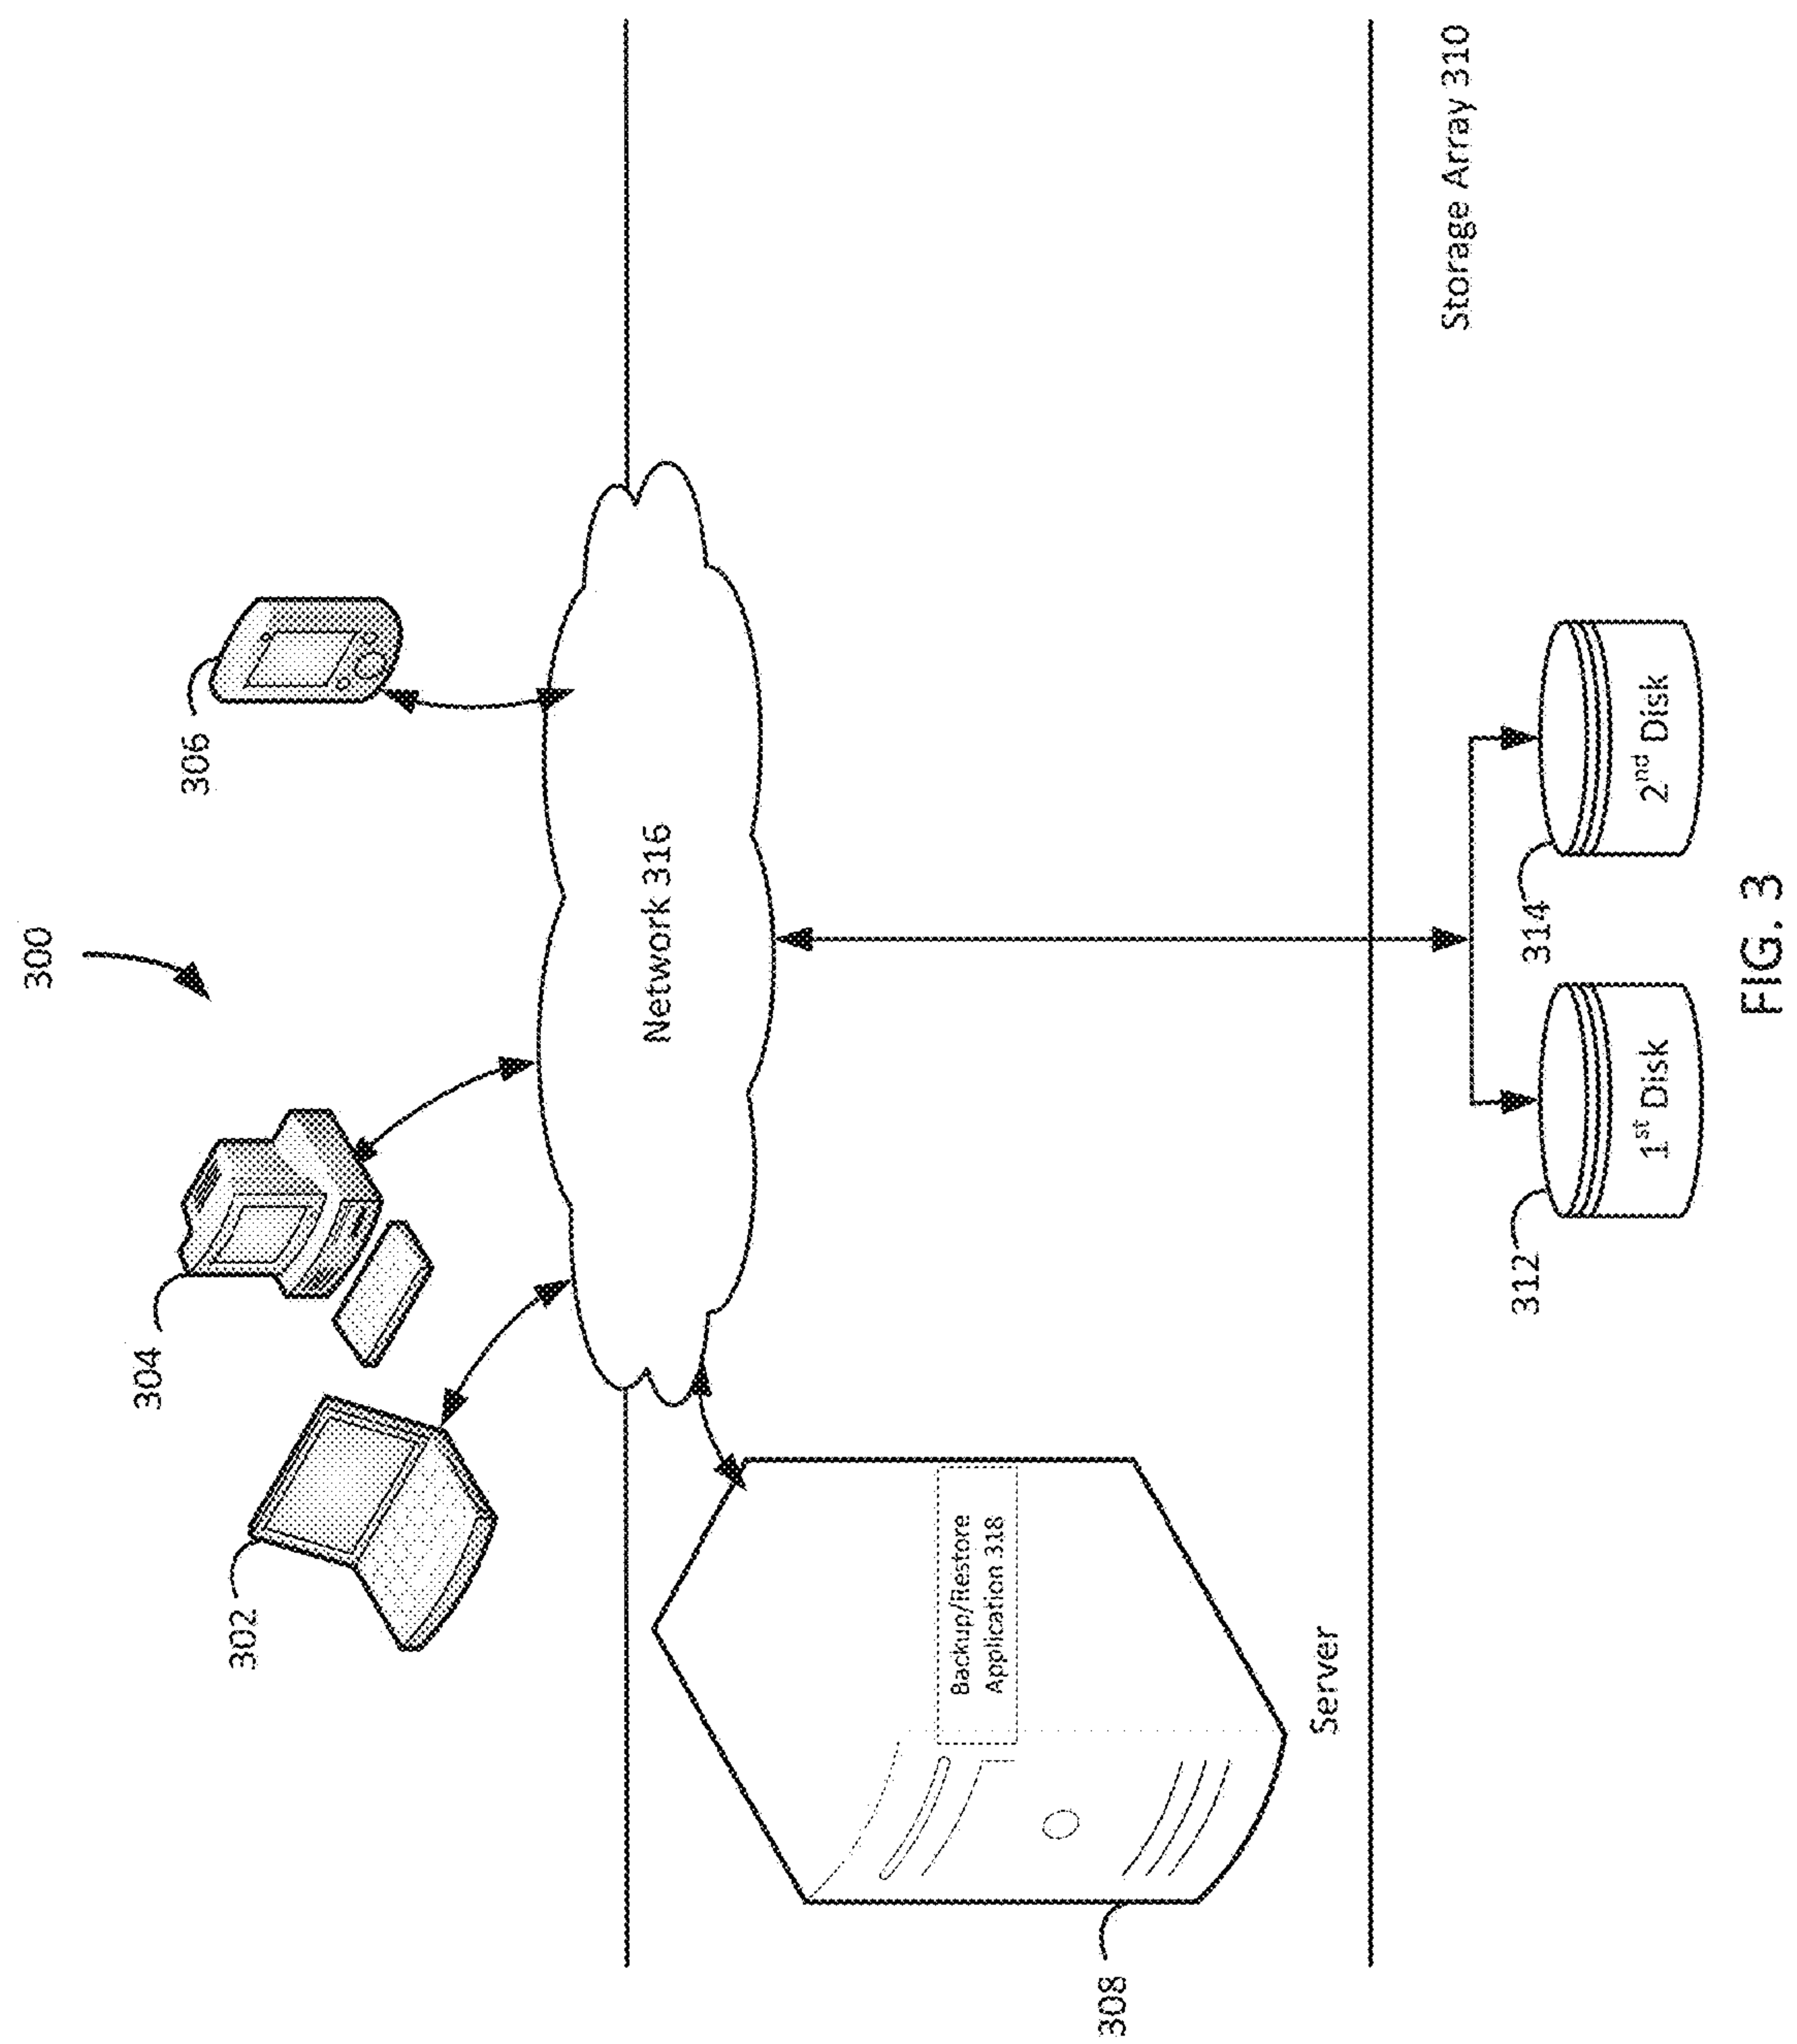 300
306
304
302
Network 316
Backup/Restore
Application 318
Server
308
Storage Array 310
312
314
1st Disk
2nd Disk
FIG. 3